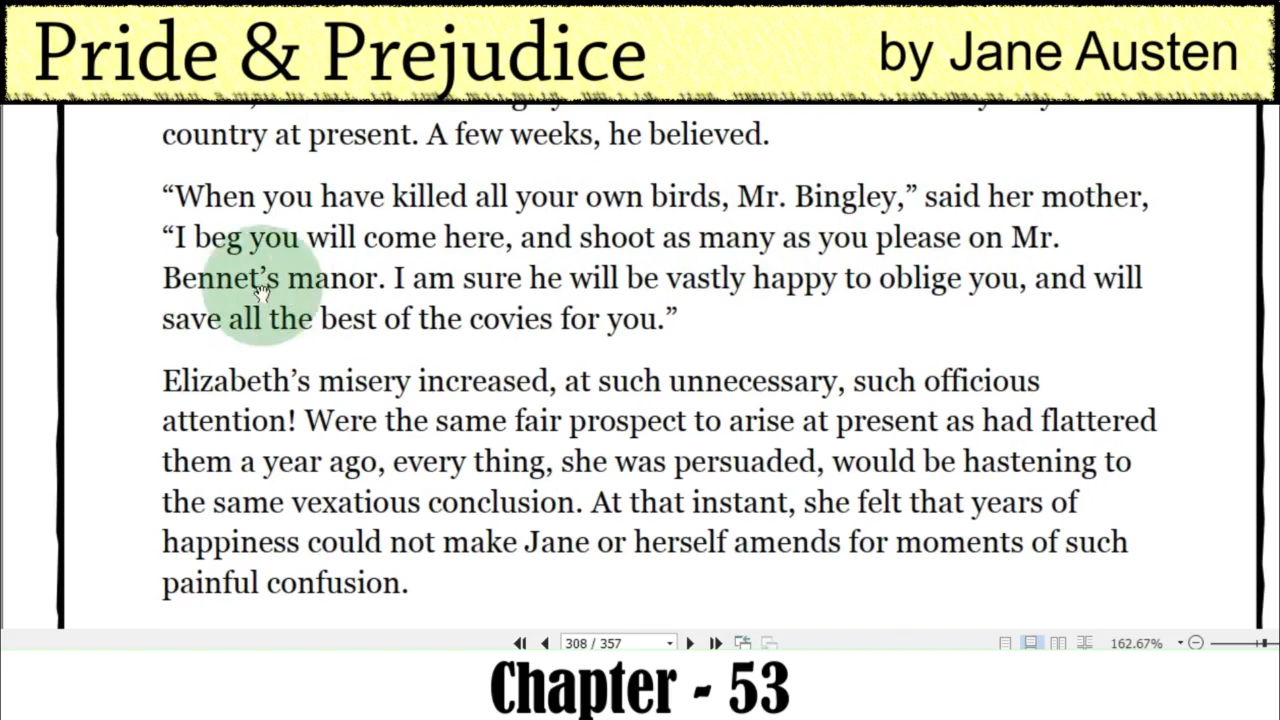 Pride & Prejudice
by Jane Austen
country at present. A few weeks, he believed.
“When you have killed all your own birds, Mr. Bingley,” said her mother,
“I beg you will come here, and shoot as many as you please on Mr.
Bennet’s manor. I am sure he will be vastly happy to oblige you, and will
save all the best of the covies for you.”
Elizabeth’s misery increased, at such unnecessary, such officious
attention! Were the same fair prospect to arise at present as had flattered
them a year ago, every thing, she was persuaded, would be hastening to
the same vexatious conclusion. At that instant, she felt that years of
happiness could not make Jane or herself amends for moments of such
painful confusion.
308 / 357
162.67%
Chapter - 53